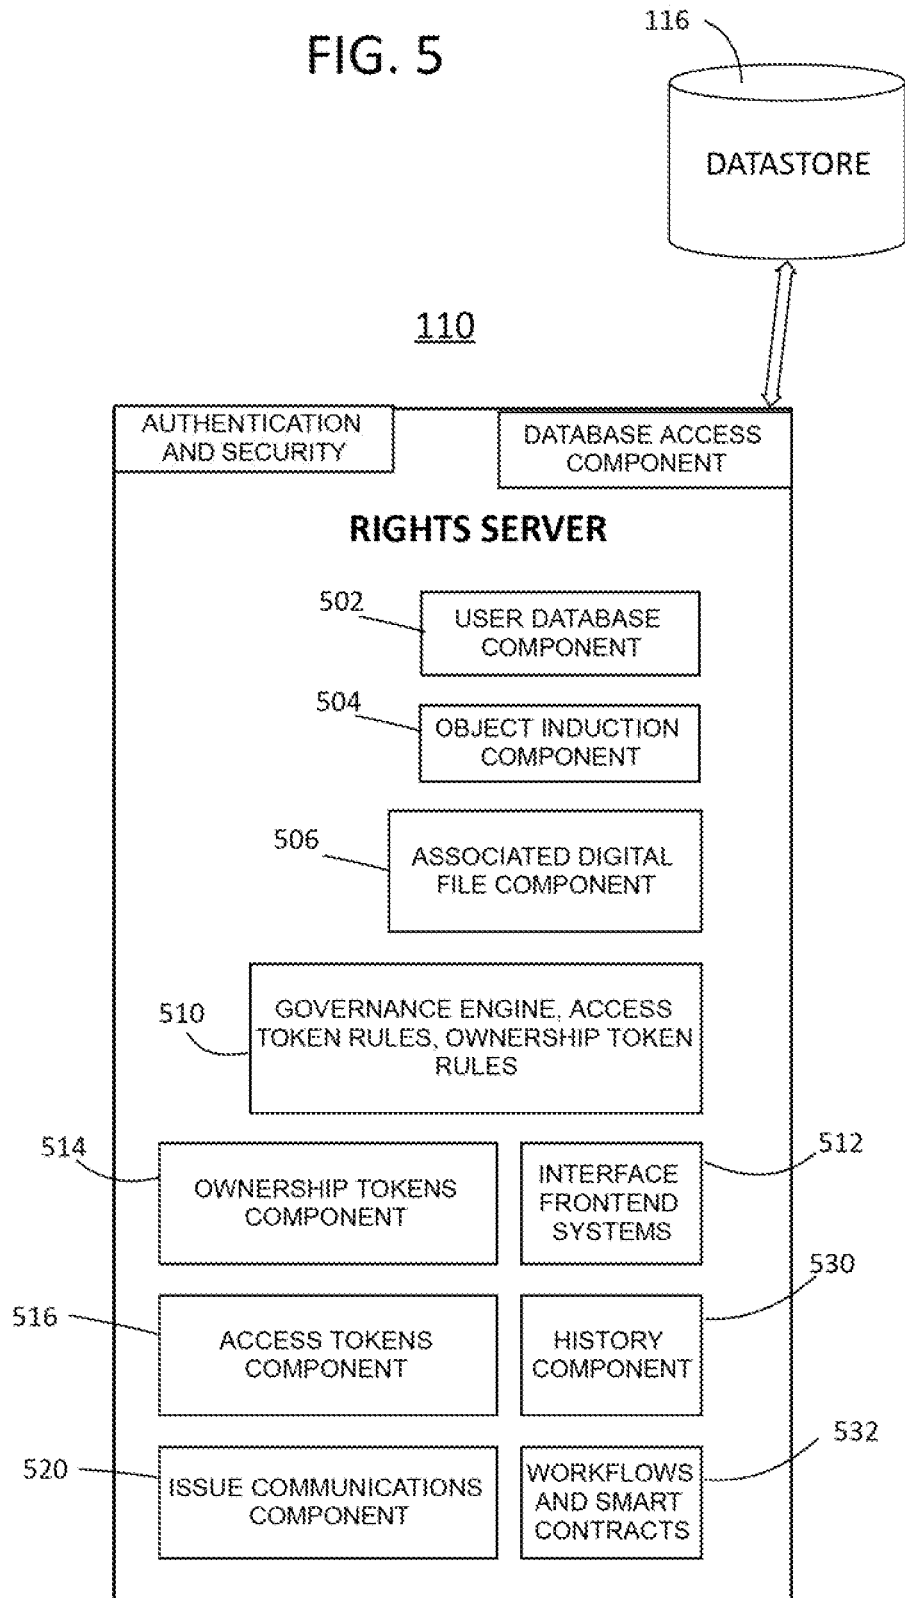 FIG. 5
116
DATASTORE
110
AUTHENTICATION
AND SECURITY
DATABASE ACCESS
COMPONENT
RIGHTS SERVER
502
USER DATABASE
COMPONENT
504
OBJECT INDUCTION
COMPONENT
506
ASSOCIATED DIGITAL
FILE COMPONENT
510
GOVERNANCE ENGINE, ACCESS
TOKEN RULES, OWNERSHIP TOKEN
RULES
514
OWNERSHIP TOKENS
COMPONENT
512
INTERFACE
FRONTEND
SYSTEMS
516
ACCESS TOKENS
COMPONENT
530
HISTORY
COMPONENT
520
ISSUE COMMUNICATIONS
COMPONENT
532
WORKFLOWS
AND SMART
CONTRACTS